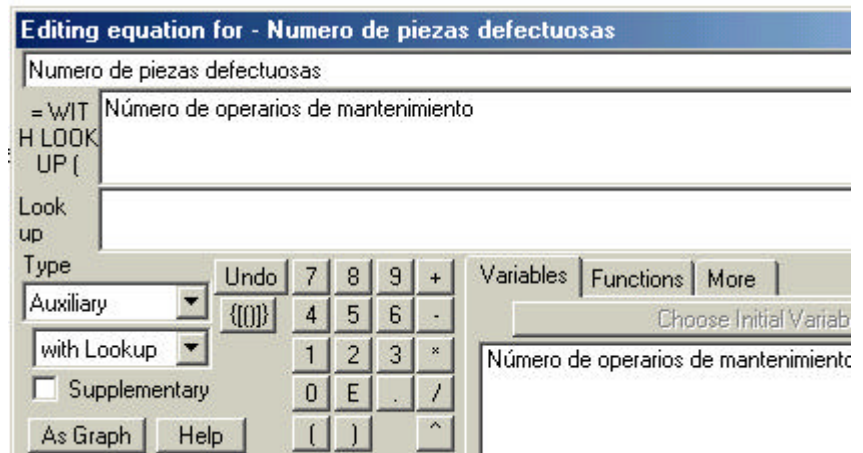 Editing equation for - Numero de piezas defectuosas
Numero de piezas defectuosas
= WIT
H LOOK
UP (
Número de operarios de mantenimiento
Look
up
Type
Auxiliary
with Lookup
Supplementary
As Graph
Help
Undo
7
8
9
+
{[()]}
4
5
6
-
1
2
3
*
0
E
.
/
(
)
^
Variables
Functions
More
Choose Initial Variab
Número de operarios de mantenimiento